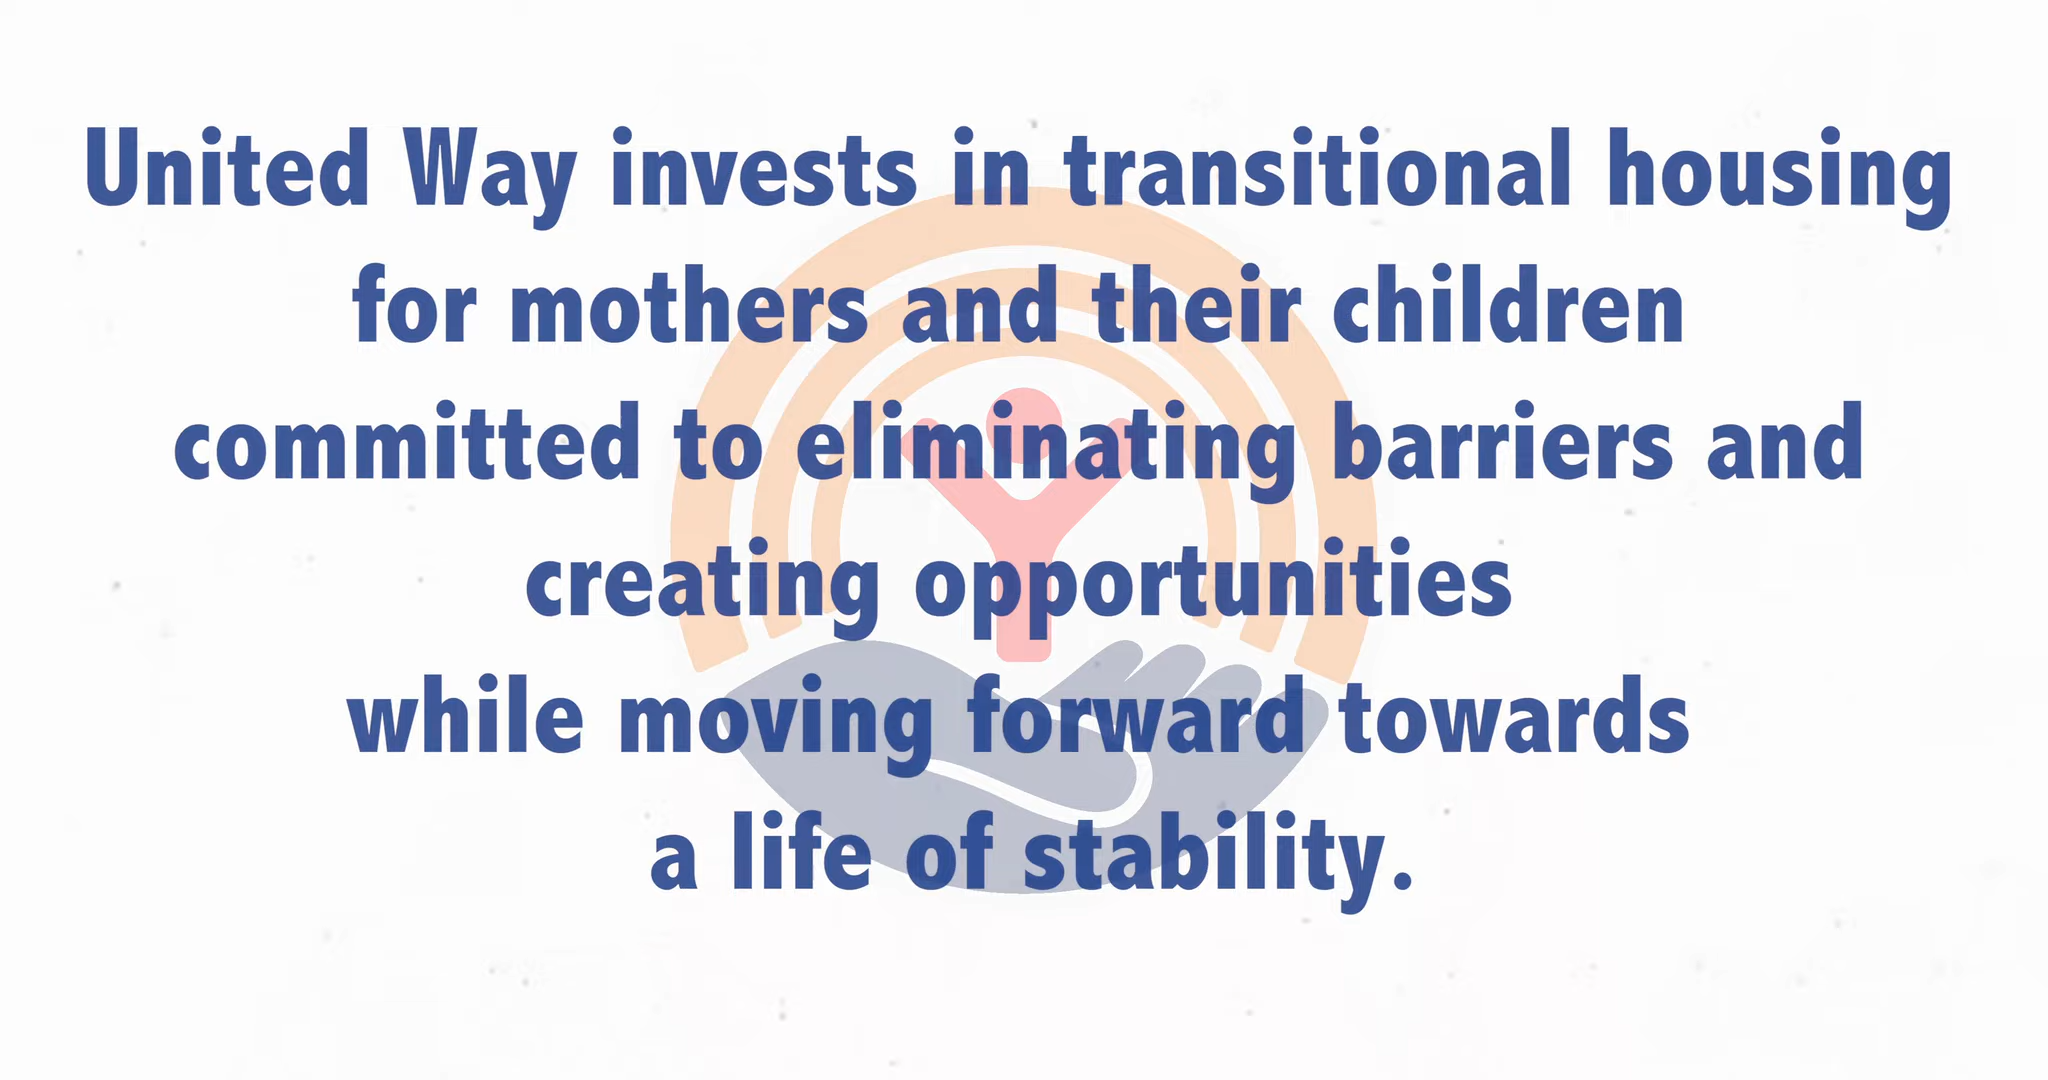 United Way invests in transitional housing
for mothers and their children
committed to eliminating barriers and
creating opportunities
while moving forward towards
a life of stability.